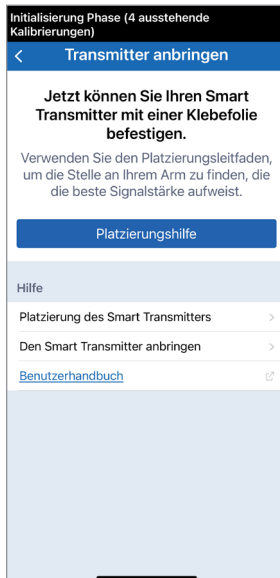 Initialisierung Phase (4 ausstehende
Kalibrierungen)
Transmitter anbringen
Jetzt können Sie Ihren Smart
Transmitter mit einer Klebefolie
befestigen.
Verwenden Sie den Platzierungsleitfaden,
um die Stelle an Ihrem Arm zu finden, die
die beste Signalstärke aufweist.
Platzierungshilfe
Hilfe
Platzierung des Smart Transmitters
Den Smart Transmitter anbringen
Benutzerhandbuch